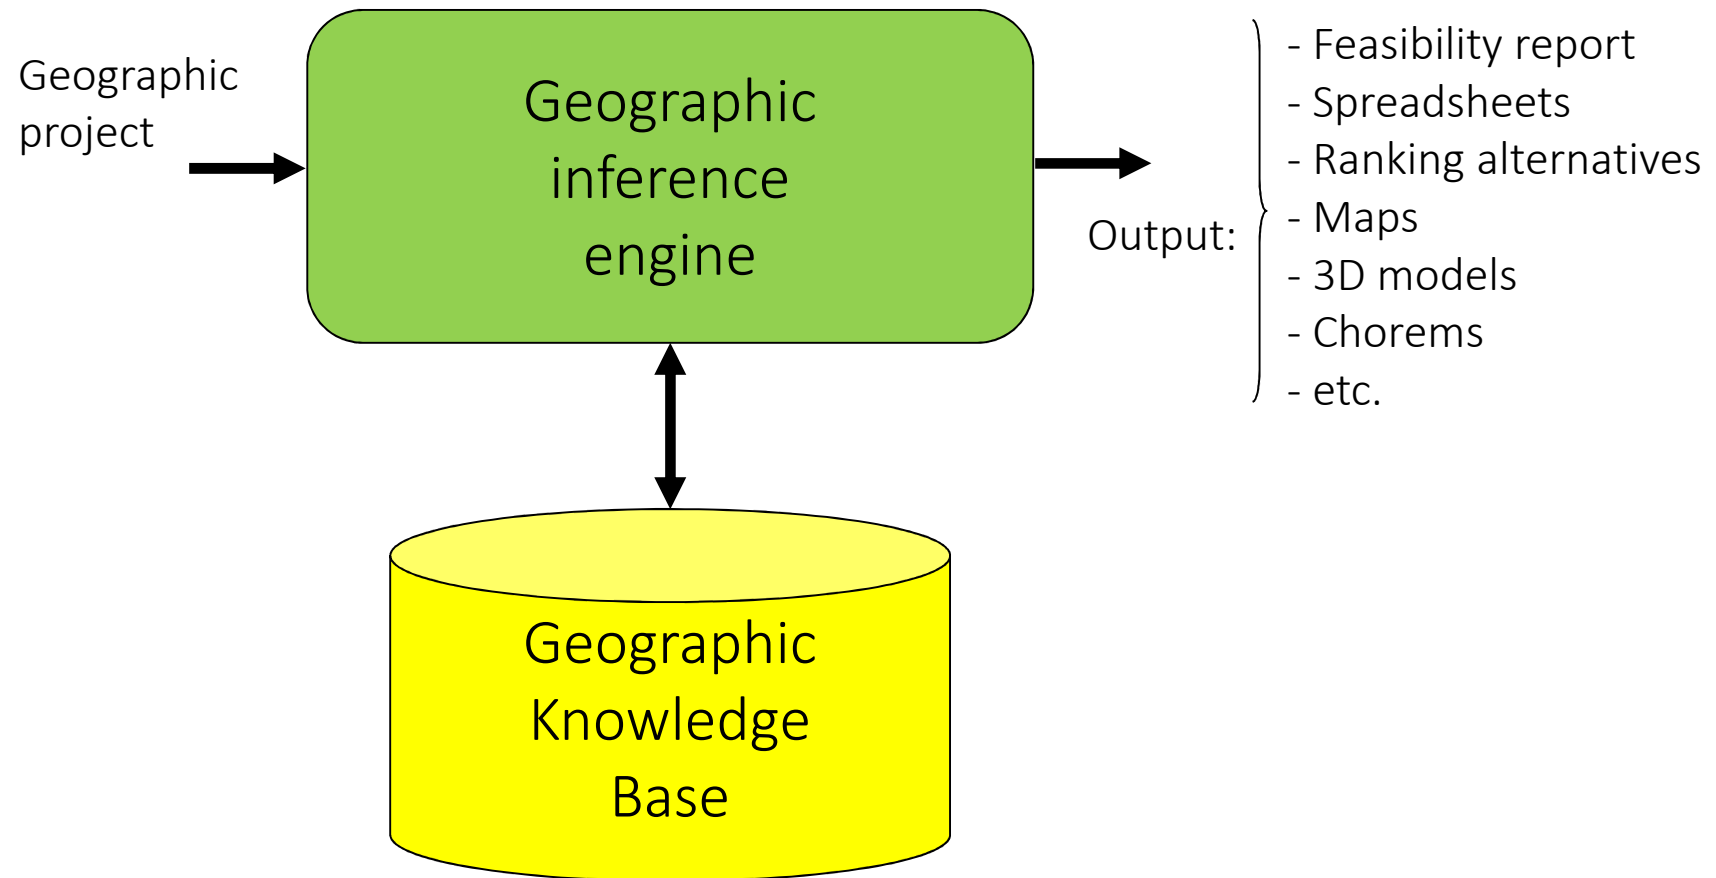 Geographic
project
Geographic
inference
engine
Output:
- Feasibility report
- Spreadsheets
- Ranking alternatives
- Maps
- 3D models
- Chorems
- etc.
Geographic
Knowledge
Base